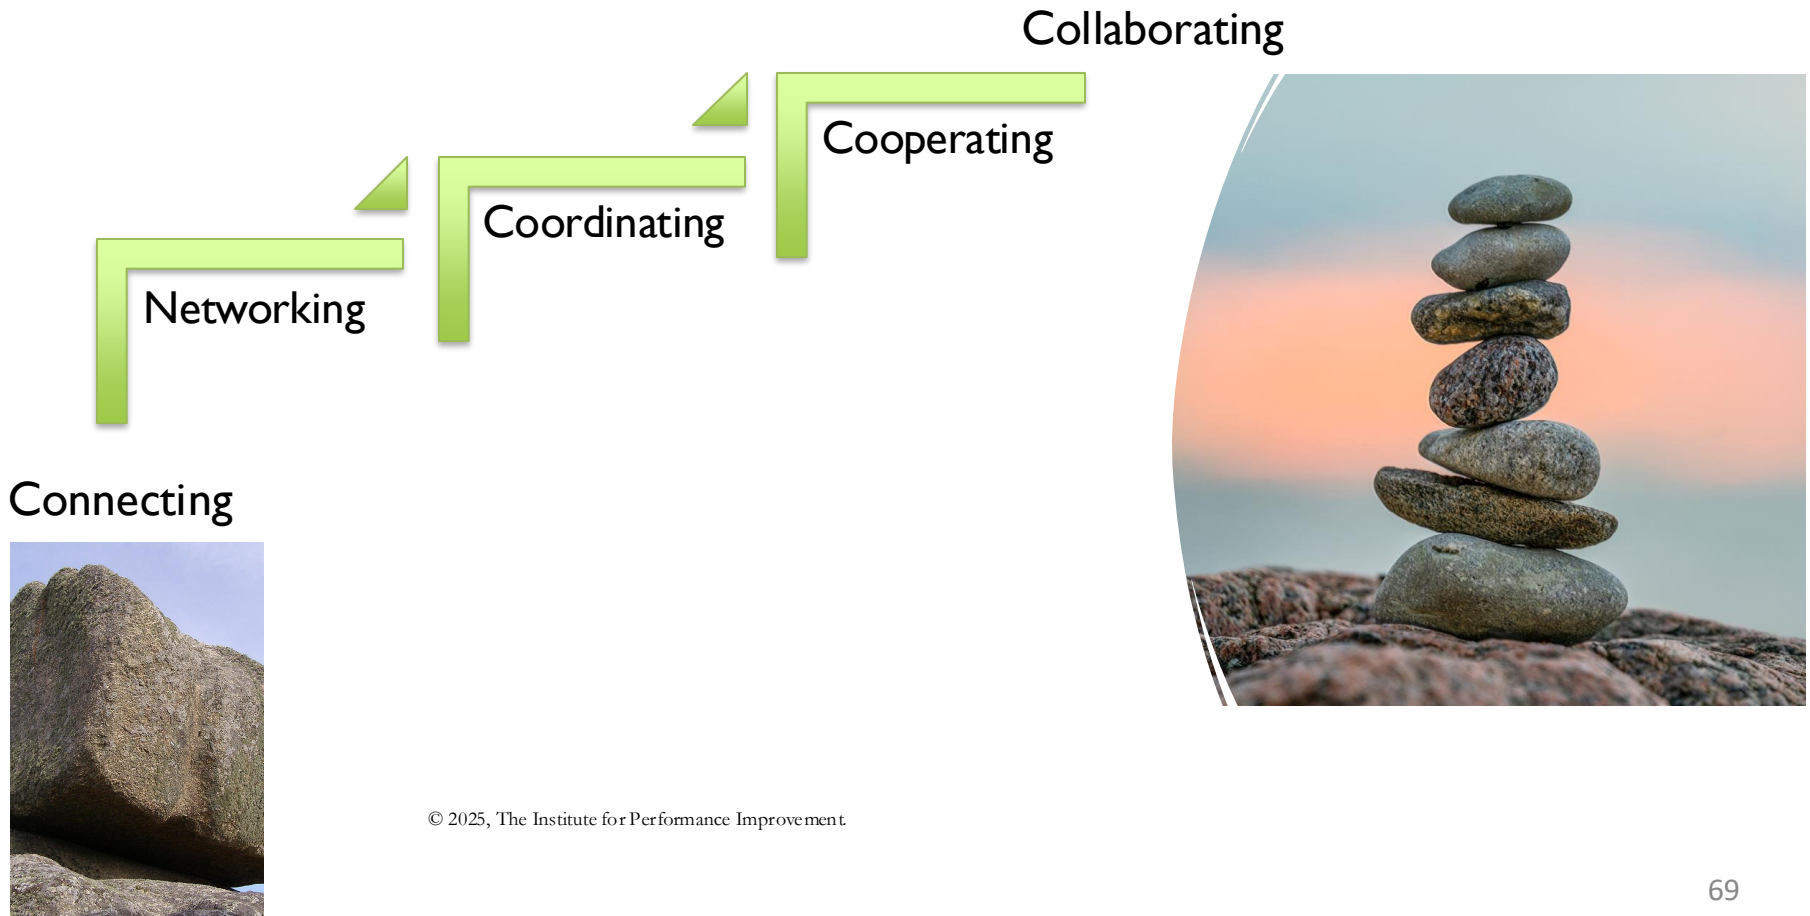 Collaborating
Cooperating
Coordinating
Networking
Connecting
© 2025, The Institute for Performance Improvement.
69